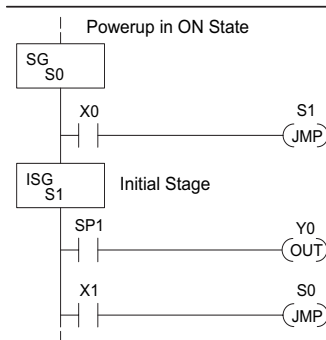 Powerup in ON State
SG
S0
X0
S1
JMP
ISG
S1
Initial Stage
SP1
Y0
OUT
X1
S0
JMP